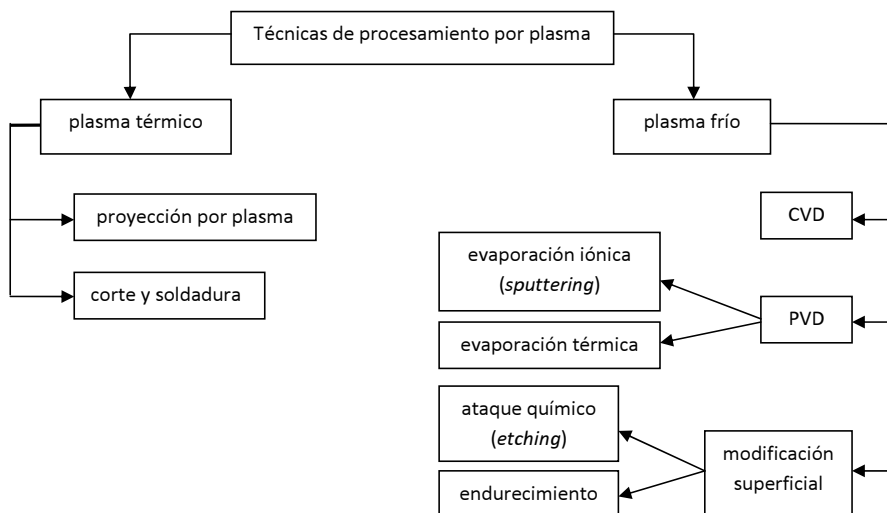 Técnicas de procesamiento por plasma
plasma térmico
plasma frío
proyección por plasma
corte y soldadura
CVD
evaporación iónica
(sputtering)
PVD
evaporación térmica
ataque químico
(etching)
modificación
superficial
endurecimiento